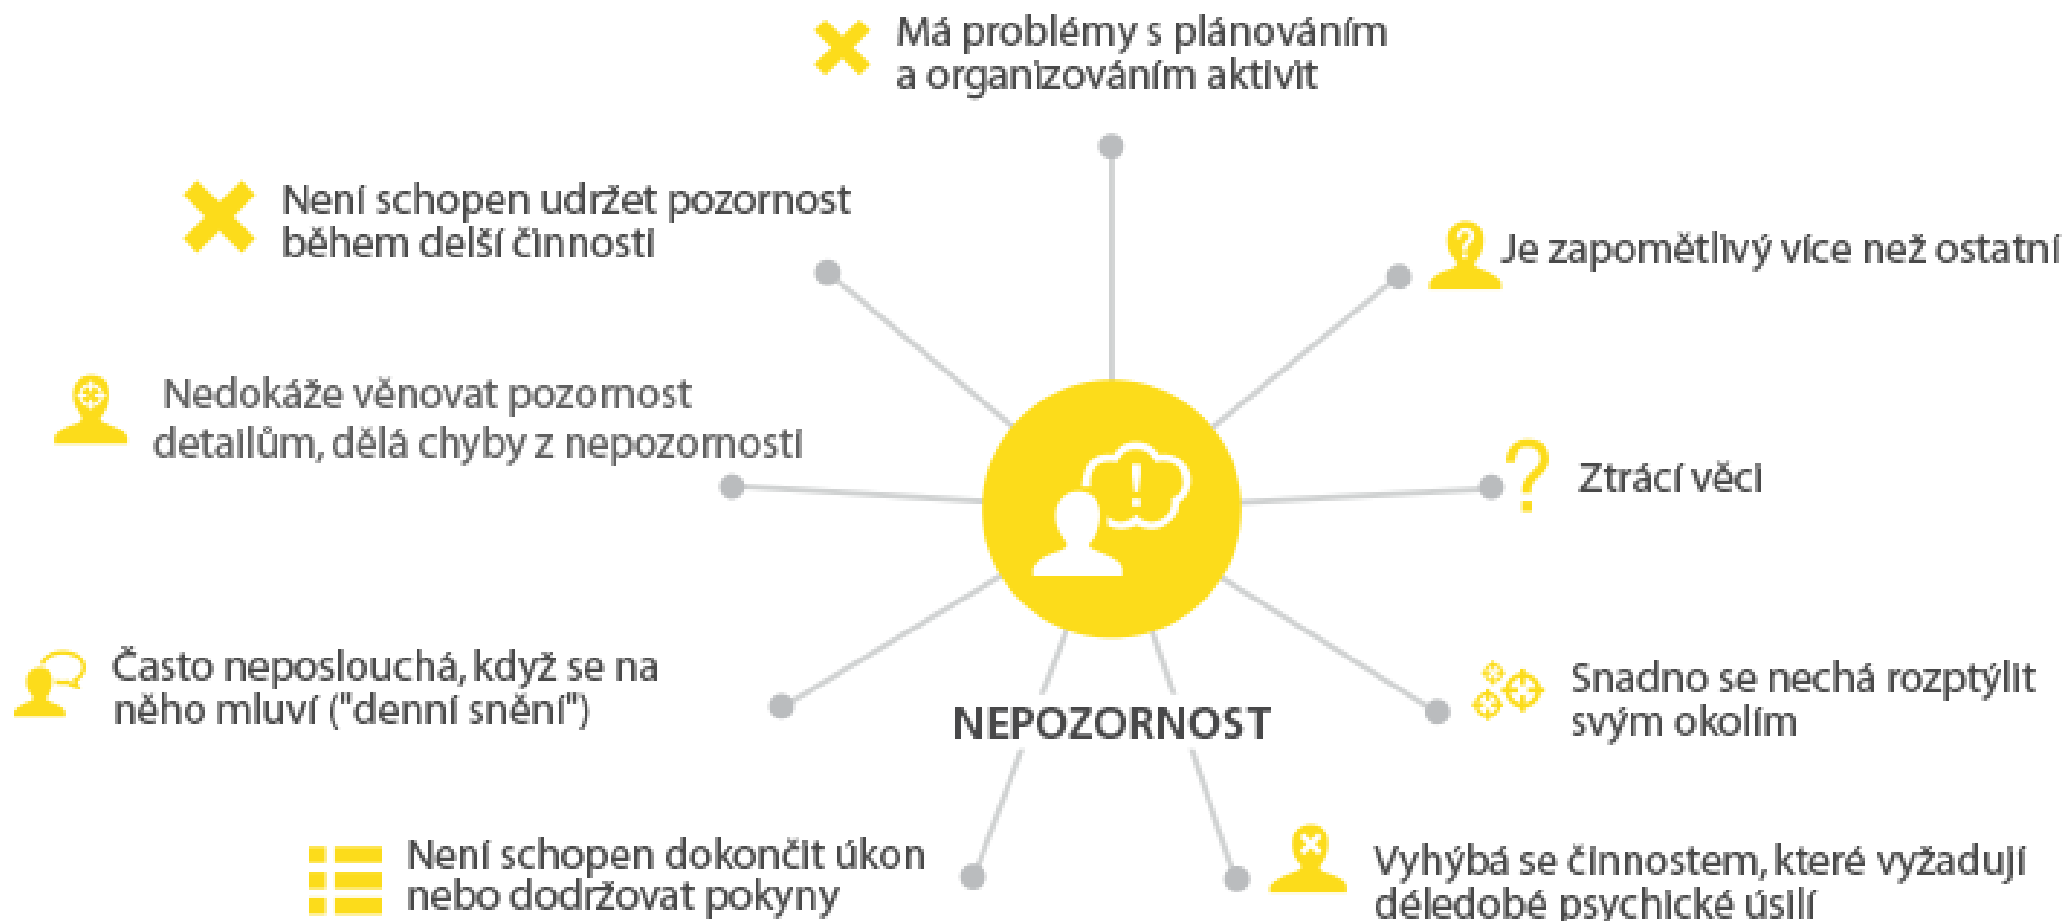 Má problémy s plánováním
a organizováním aktivit
Není schopen udržet pozornost
během delší činnosti
Je zapomětlivý více než ostatní
Nedokáže věnovat pozornost
detailům, dělá chyby z nepozornosti
?
Ztrácí věci
!
Často neposlouchá, když se na
něho mluví ("denní snění")
NEPOZORNOST
Snadno se nechá rozptýlit
svým okolím
Není schopen dokončit úkon
nebo dodržovat pokyny
Vyhýbá se činnostem, které vyžadují
déledobé psychické úsilí